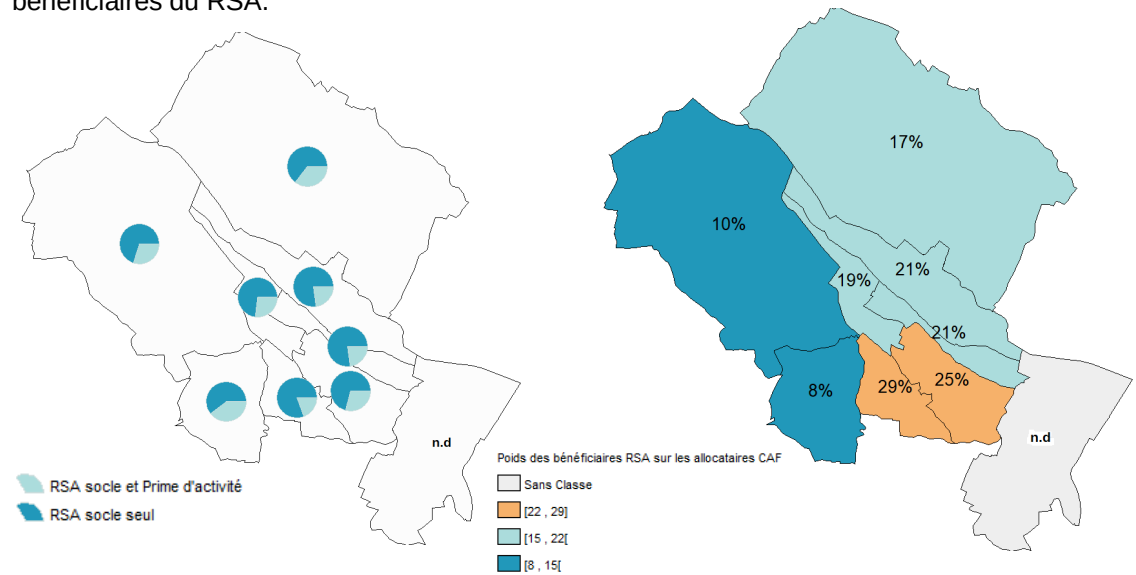 bénéficiaires du RSA.
n.d
RSA socle et Prime d'activité
RSA socle seul
17%
10%
21%
19%
21%
25%
29%
8%
n.d
Poids des bénéficiaires RSA sur les allocataires CAF
Sans Classe
[22 , 29]
[15 , 22[
[8 , 15[